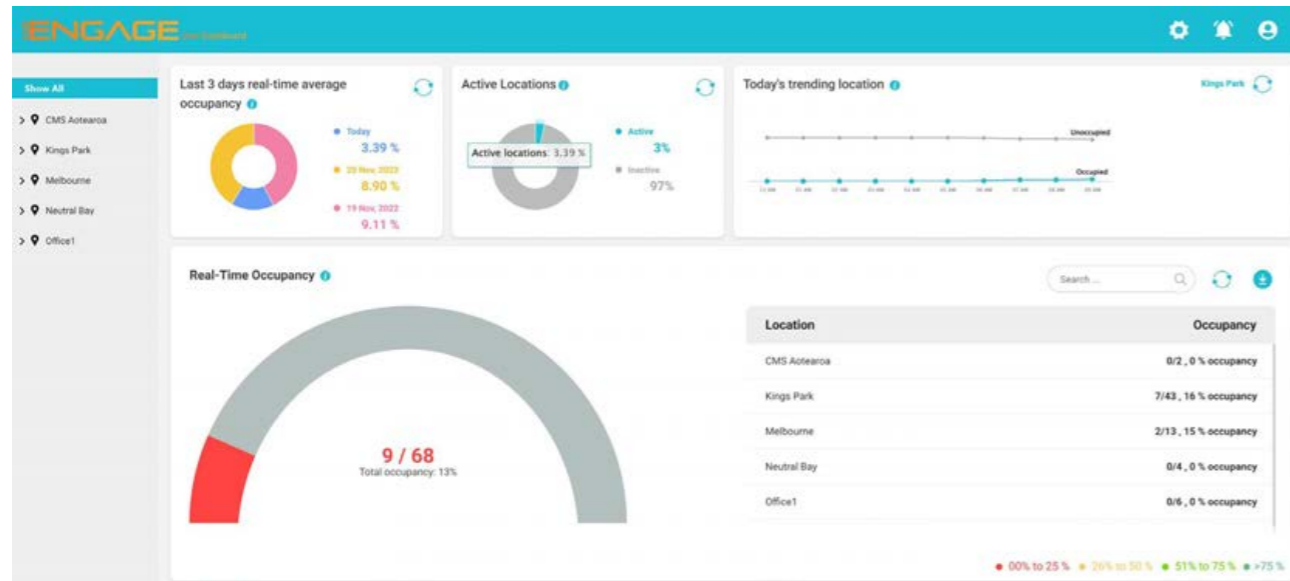 ENGAGE
Show All
CMS Aotearoa
Kings Park
Melbourne
Neutral Bay
Office1
Last 3 days real-time average
occupancy
Today
3.39 %
20 Nov, 2022
8.90 %
19 Nov, 2022
9.11 %
Active Locations
Active locations: 3.39 %
Active
3%
Inactive
97%
Today's trending location
Kings Park
Unoccupied
Occupied
Real-Time Occupancy
9 / 68
Total occupancy: 13%
Search ...
Location Occupancy
CMS Aotearoa 0/2 , 0 % occupancy
Kings Park 7/43 , 16 % occupancy
Melbourne 2/13 , 15 % occupancy
Neutral Bay 0/4 , 0 % occupancy
Office1 0/6 , 0 % occupancy
00% to 25 % 26% to 50 % 51% to 75 % >75 %